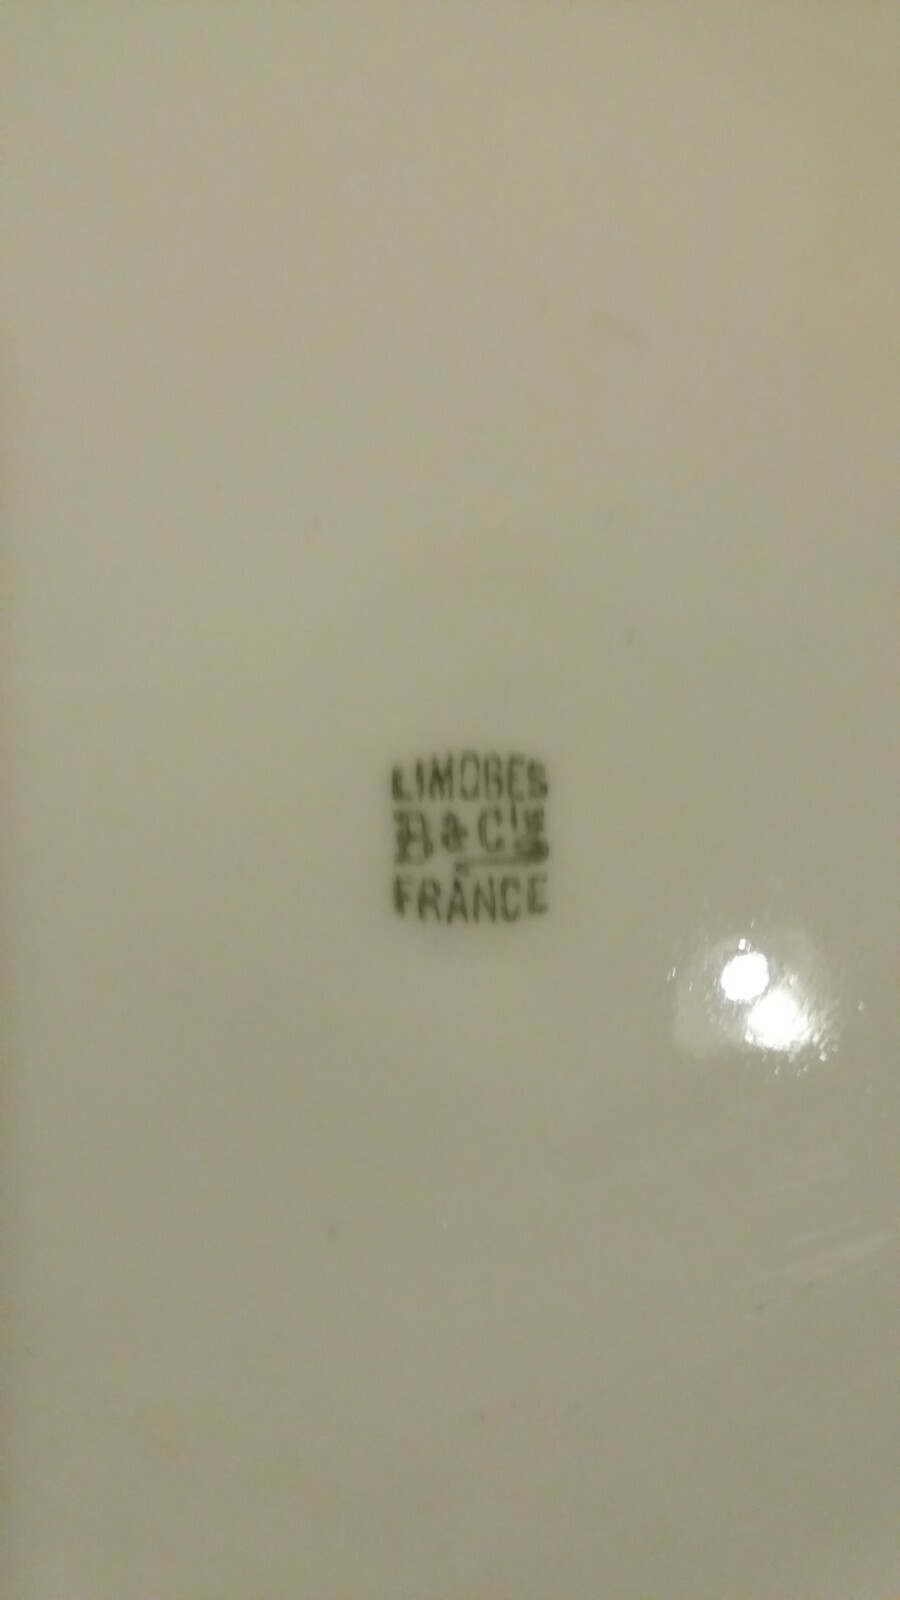 LIMOGES
B & Cie
FRANCE